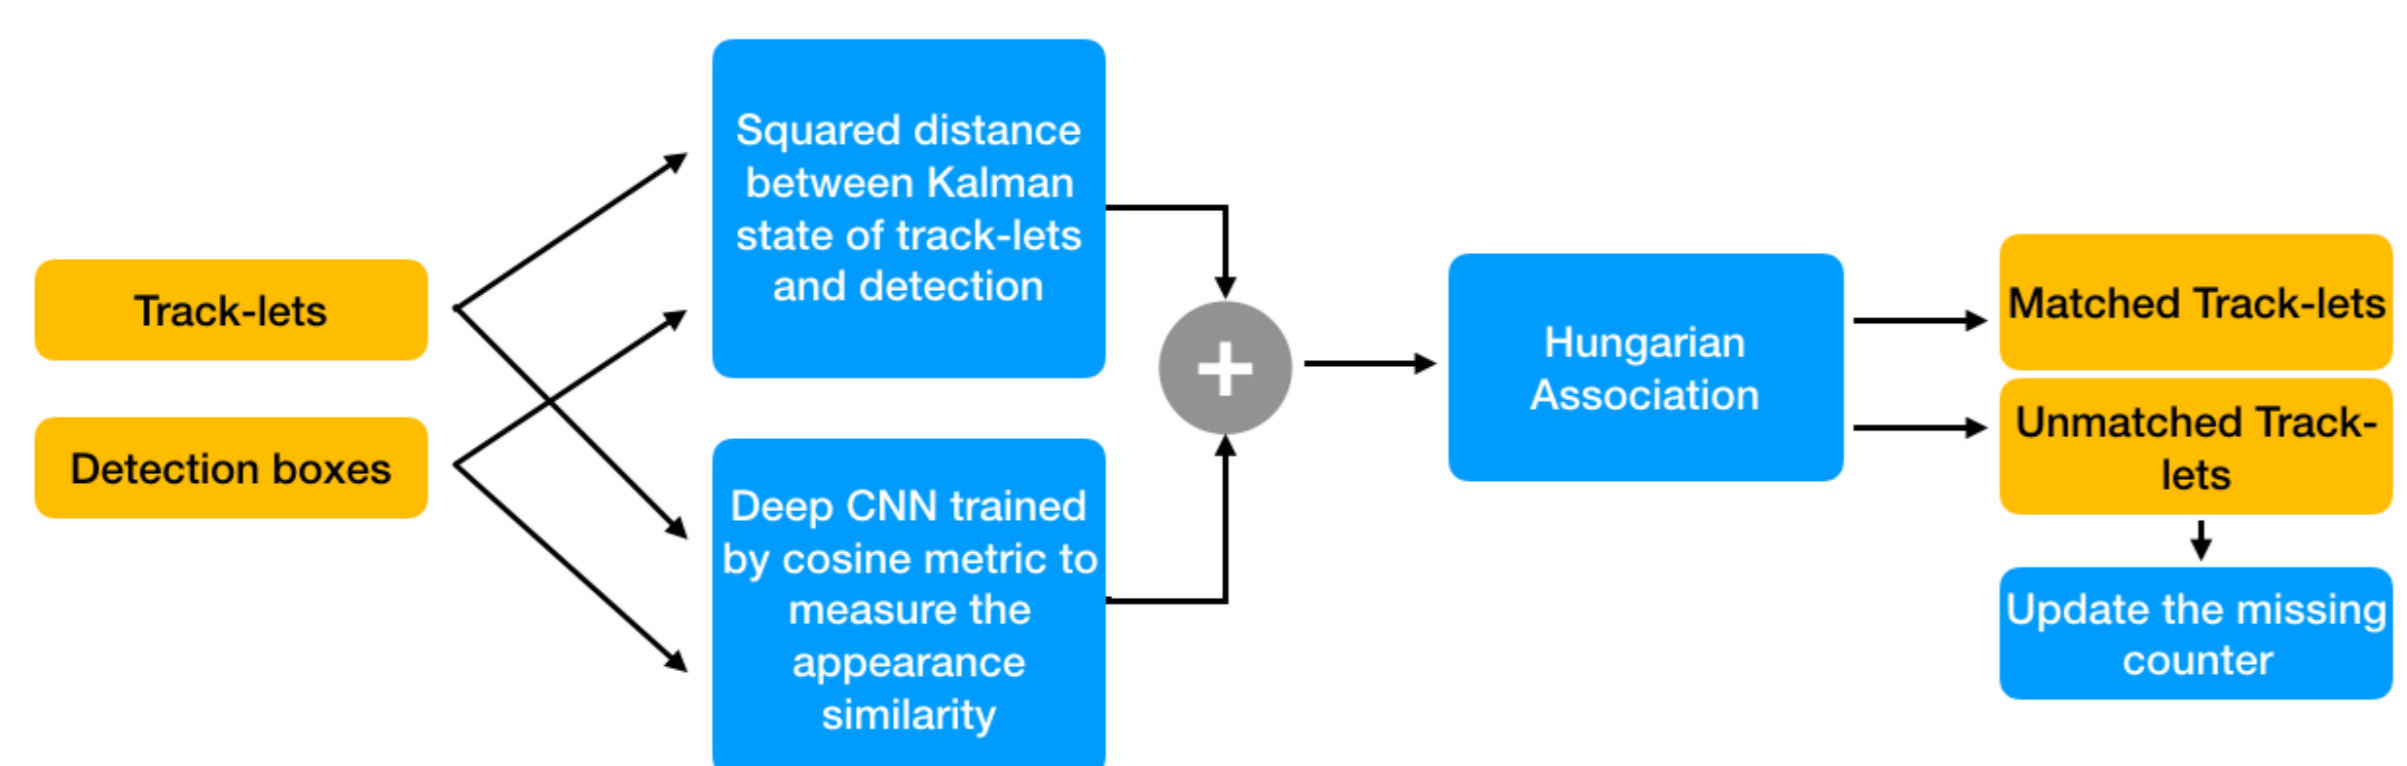 Track-lets
Detection boxes
Squared distance
between Kalman
state of track-lets
and detection
Deep CNN trained
by cosine metric to
measure the
appearance
similarity
+
Hungarian
Association
Matched Track-lets
Unmatched Track-
lets
Update the missing
counter